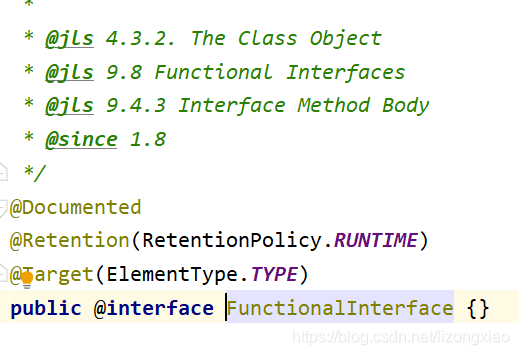 *
* @jls 4.3.2. The Class Object
* @jls 9.8 Functional Interfaces
* @jls 9.4.3 Interface Method Body
* @since 1.8
*/
@Documented
@Retention(RetentionPolicy.RUNTIME)
@Target(ElementType.TYPE)
public @interface FunctionalInterface {}
https://blog.csdn.net/lizongxiao